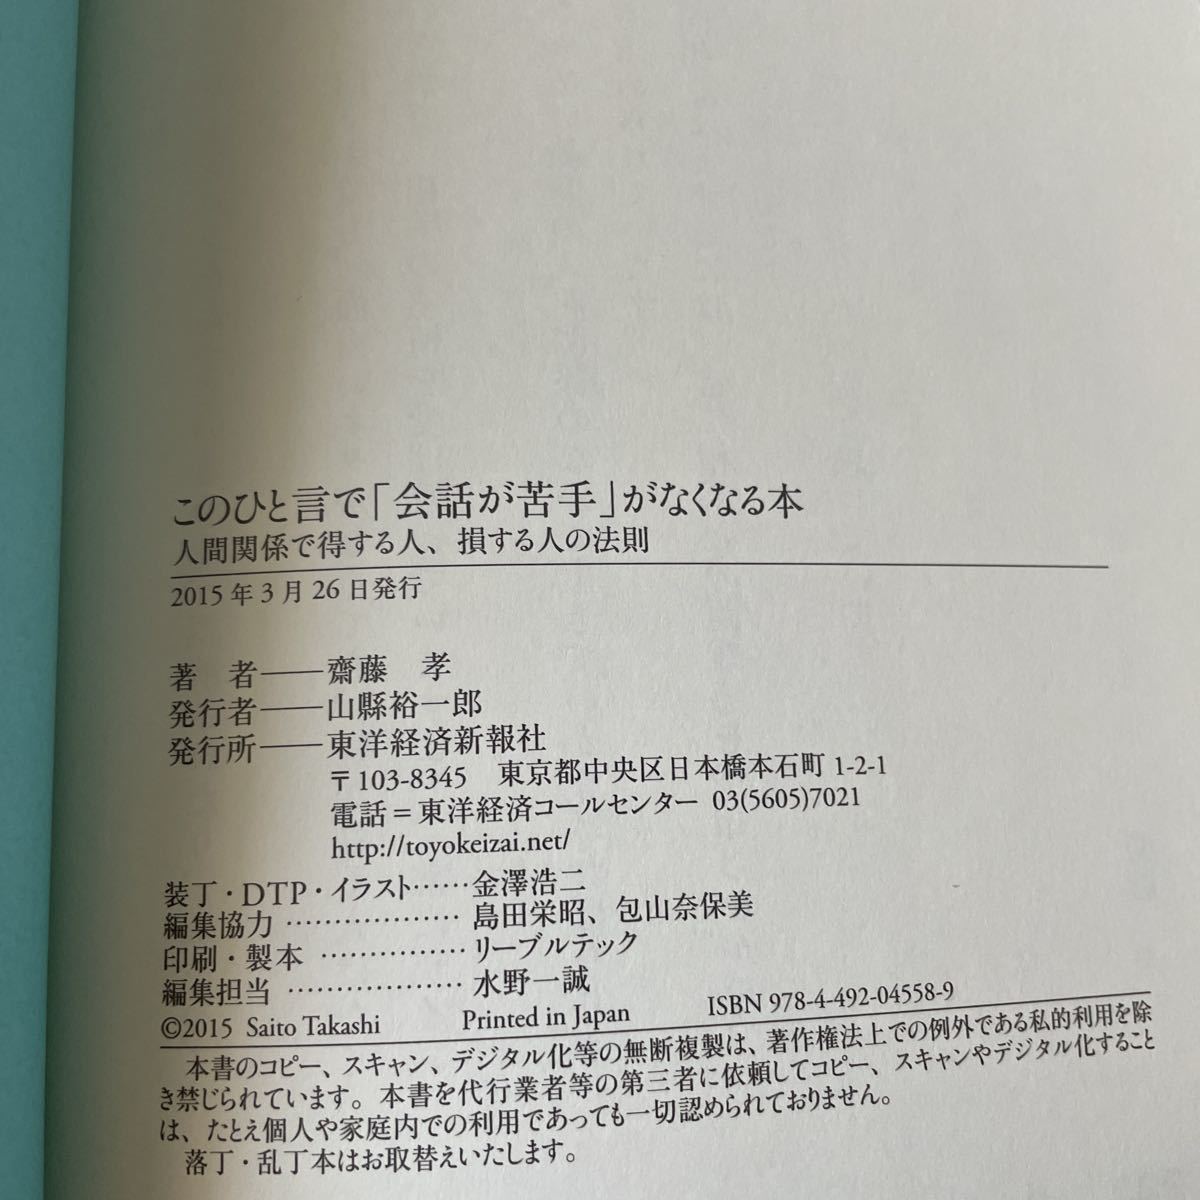 このひと言で「会話が苦手」がなくなる本
人間関係で得する人、損する人の法則
2015年3月26日発行
著　者――齋藤　孝
発行者――山縣裕一郎
発行所――東洋経済新報社
〒103-8345　東京都中央区日本橋本石町 1-2-1
電話＝東洋経済コールセンター 03(5605)7021
http://toyokeizai.net/
装丁・DTP・イラスト……金澤浩二
編集協力………………島田栄昭、包山奈保美
印刷・製本……………リーブルテック
編集担当………………水野一誠
©2015 Saito Takashi　Printed in Japan　ISBN 978-4-492-04558-9
本書のコピー、スキャン、デジタル化等の無断複製は、著作権法上での例外である私的利用を除
き禁じられています。本書を代行業者等の第三者に依頼してコピー、スキャンやデジタル化すること
は、たとえ個人や家庭内での利用であっても一切認められておりません。
落丁・乱丁本はお取替えいたします。